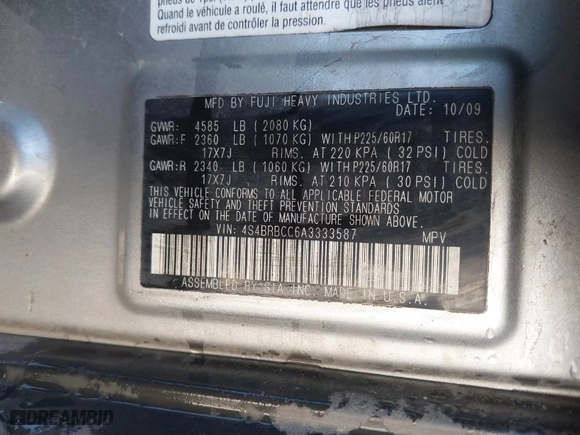 Quand le véhicule a roulé, il faut attendre que les pneus aient
refroidi avant de contrôler la pression.
MFD BY FUJI HEAVY INDUSTRIES LTD.
DATE: 10/09
GVWR: 4585 LB (2080 KG)
GAWR:F 2360 LB (1070 KG) WITH P225/60R17 TIRES.
17X7J RIMS. AT 220 KPA (32 PSI) COLD
GAWR:R 2340 LB (1060 KG) WITH P225/60R17 TIRES.
17X7J RIMS. AT 210 KPA (30 PSI) COLD
THIS VEHICLE CONFORMS TO ALL APPLICABLE FEDERAL MOTOR
VEHICLE SAFETY, BUMPER, AND THEFT PREVENTION STANDARDS
IN EFFECT ON THE DATE OF MANUFACTURE SHOWN ABOVE.
VIN: 4S4BRBCC6A3333587 MPV
ASSEMBLED BY SIA INC. MADE IN U.S.A.
DREAMBID